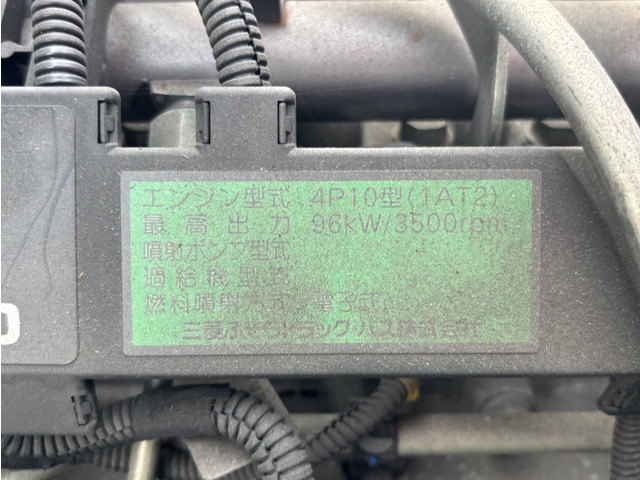 エンジン型式 4P10型(1AT2)
最高出力 96kW/3500rpm
噴射ポンプ型式
過給機型式
燃料噴射方式 電子式
三菱ふそうトラック・バス株式会社